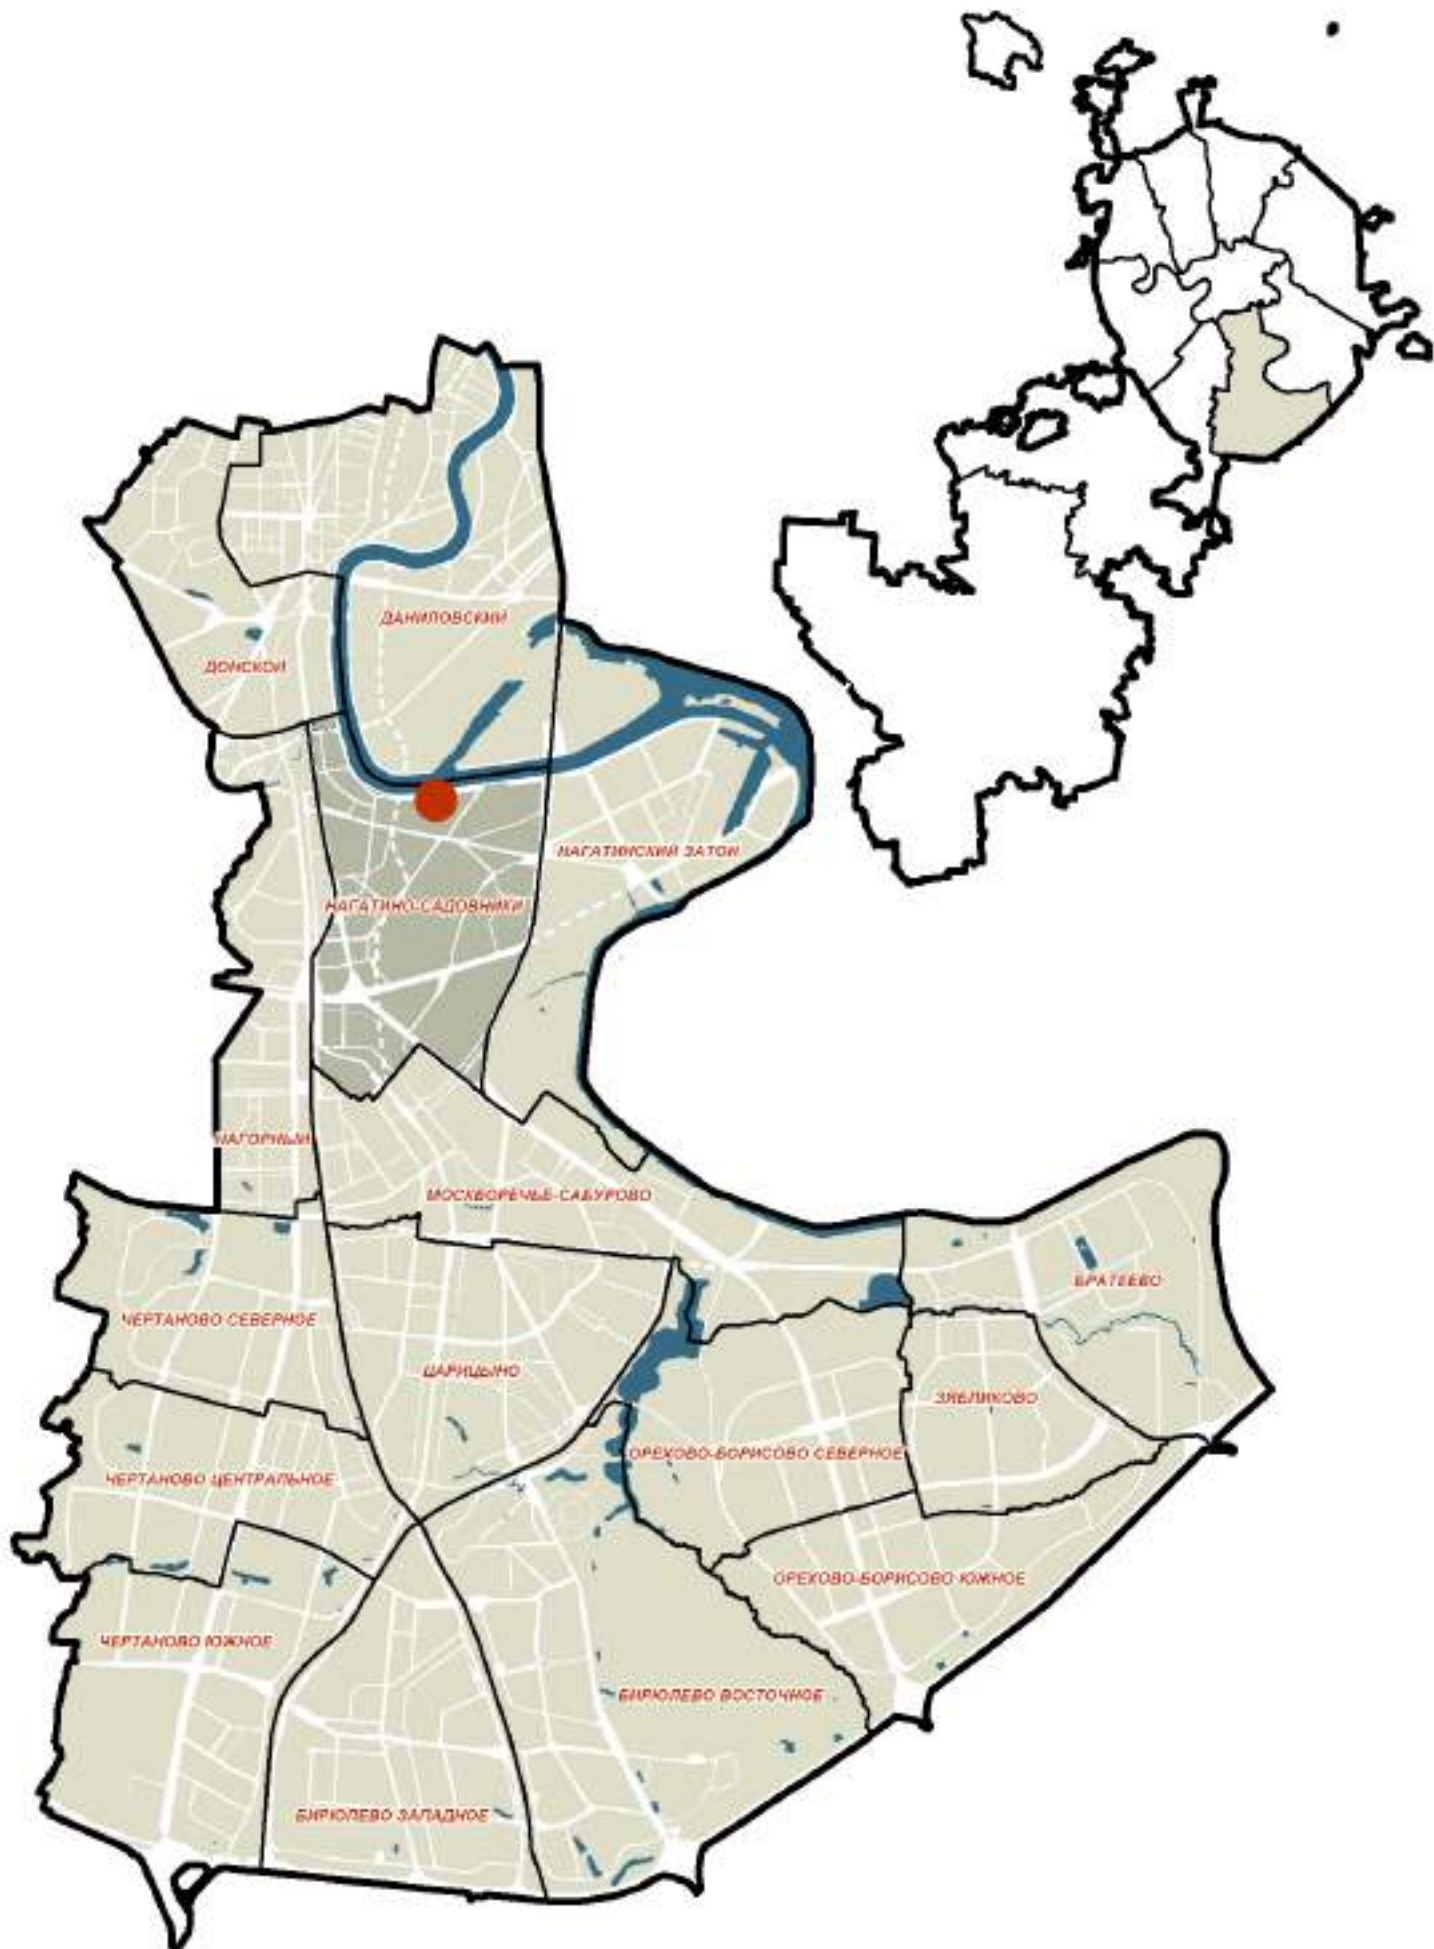 ДАНИЛОВСКИЙ
ДОНСКОЙ
НАГАТИНСКИЙ ЗАТОН
НАГАТИНО-САДОВНИКИ
НАГОРНЫЙ
МОСКВОРЕЧЬЕ-САБУРОВО
БРАТЕЕВО
ЧЕРТАНОВО СЕВЕРНОЕ
ЦАРИЦЫНО
ЗЯБЛИКОВО
ОРЕХОВО-БОРИСОВО СЕВЕРНОЕ
ЧЕРТАНОВО ЦЕНТРАЛЬНОЕ
ОРЕХОВО-БОРИСОВО ЮЖНОЕ
ЧЕРТАНОВО ЮЖНОЕ
БИРЮЛЕВО ВОСТОЧНОЕ
БИРЮЛЕВО ЗАПАДНОЕ